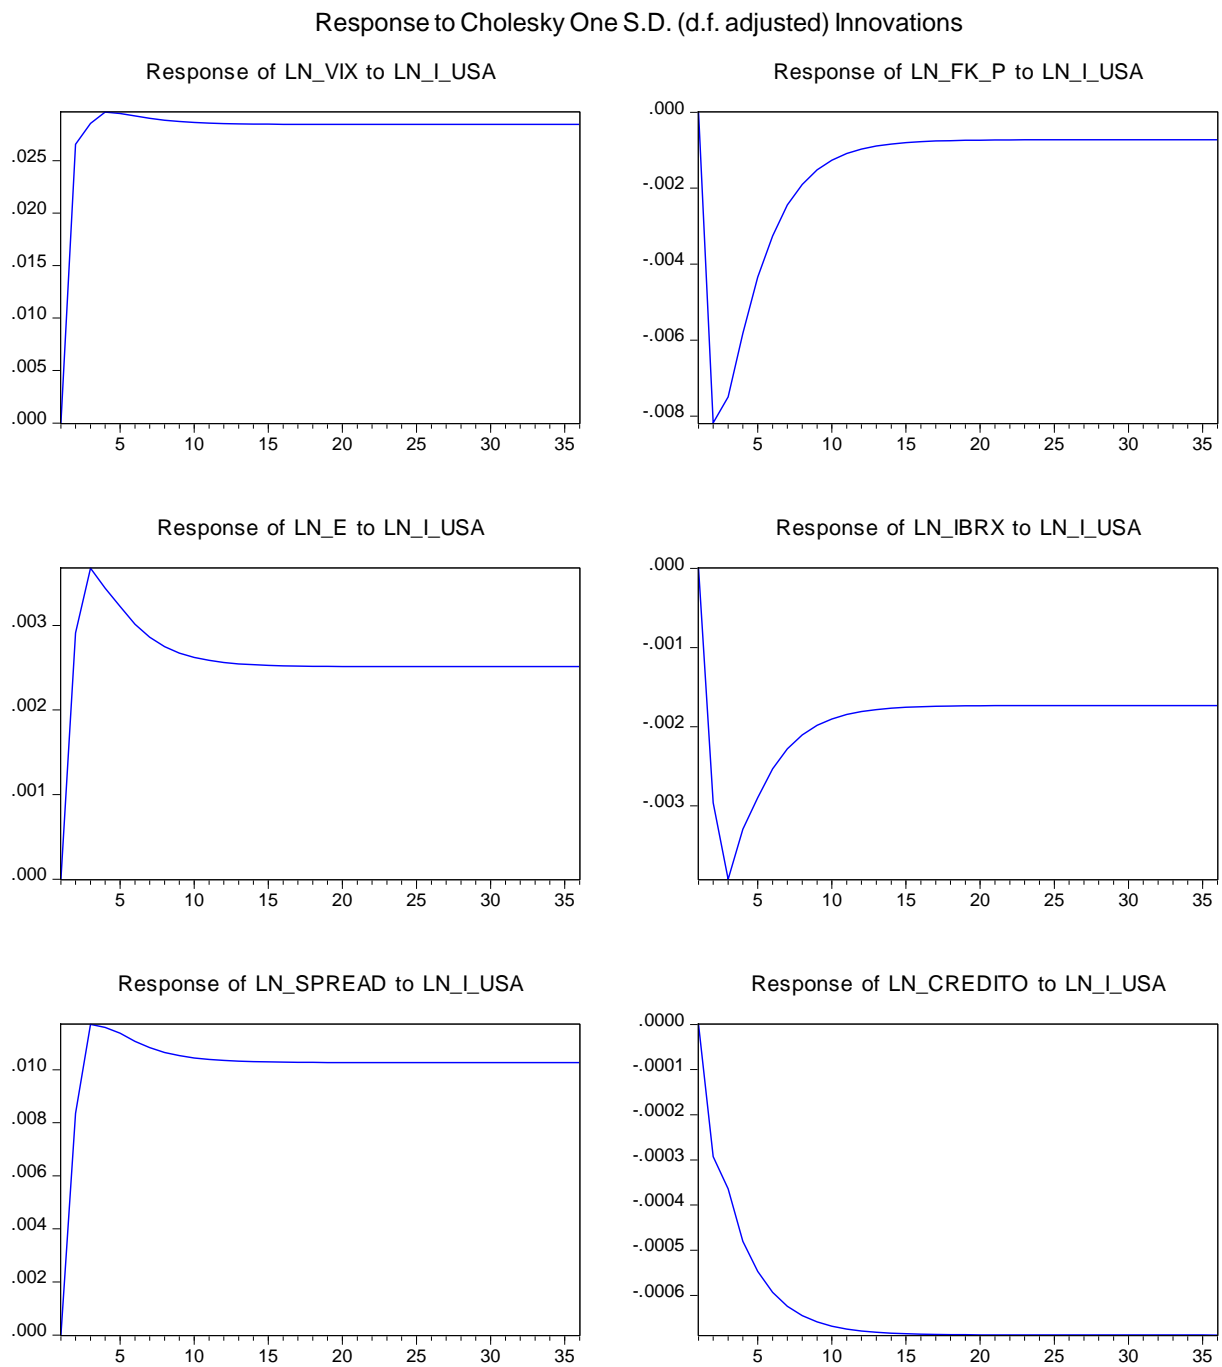 Response to Cholesky One S.D. (d.f. adjusted) Innovations
Response of LN_VIX to LN_I_USA
.025
.020
.015
.010
.005
.000
5 10 15 20 25 30 35
Response of LN_FK_P to LN_I_USA
.000
-.002
-.004
-.006
-.008
5 10 15 20 25 30 35
Response of LN_E to LN_I_USA
.003
.002
.001
.000
5 10 15 20 25 30 35
Response of LN_IBRX to LN_I_USA
.000
-.001
-.002
-.003
5 10 15 20 25 30 35
Response of LN_SPREAD to LN_I_USA
.010
.008
.006
.004
.002
.000
5 10 15 20 25 30 35
Response of LN_CREDITO to LN_I_USA
.0000
-.0001
-.0002
-.0003
-.0004
-.0005
-.0006
5 10 15 20 25 30 35